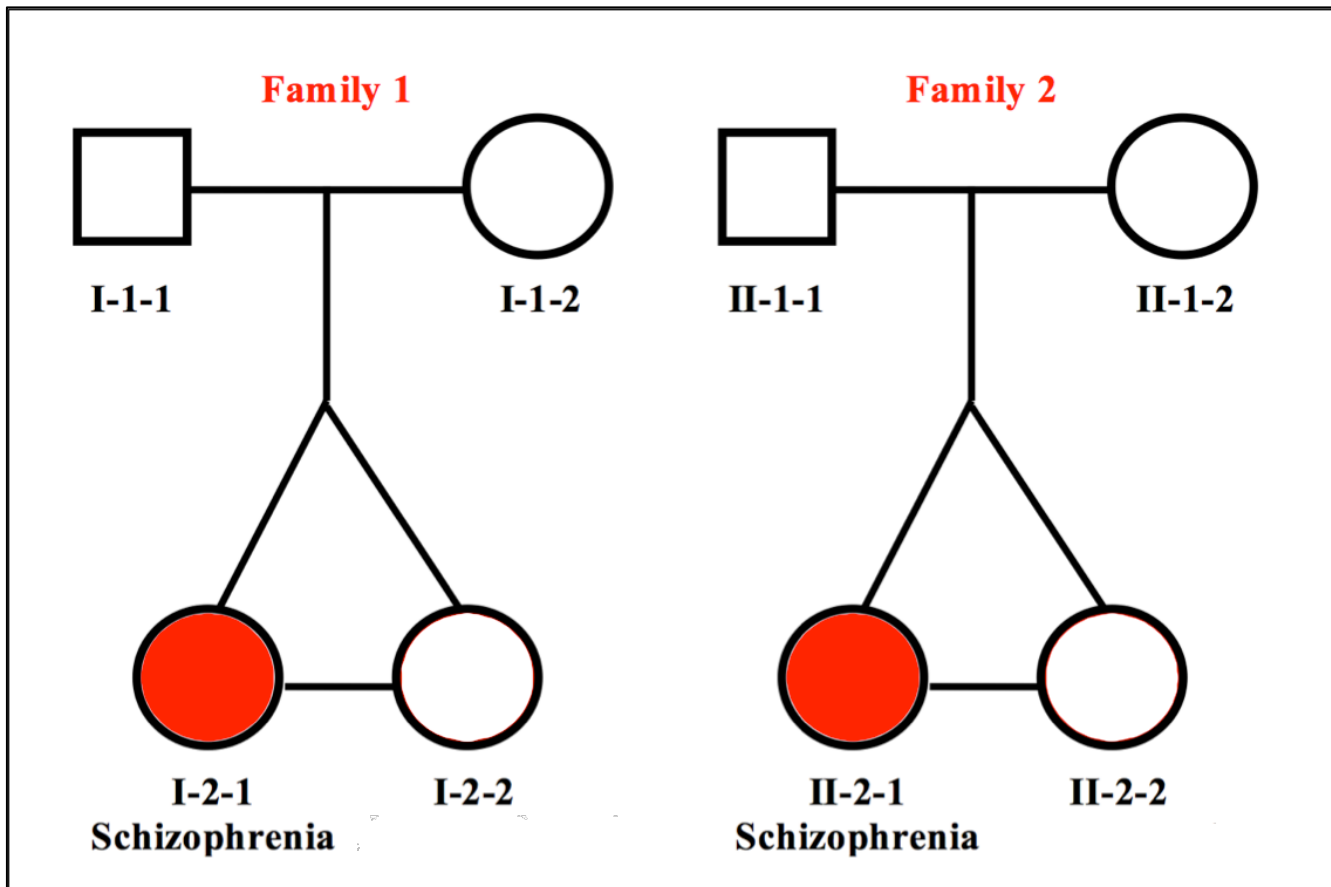 Family 1
Family 2
I-1-1
I-1-2
II-1-1
II-1-2
I-2-1
I-2-2
II-2-1
II-2-2
Schizophrenia
Schizophrenia